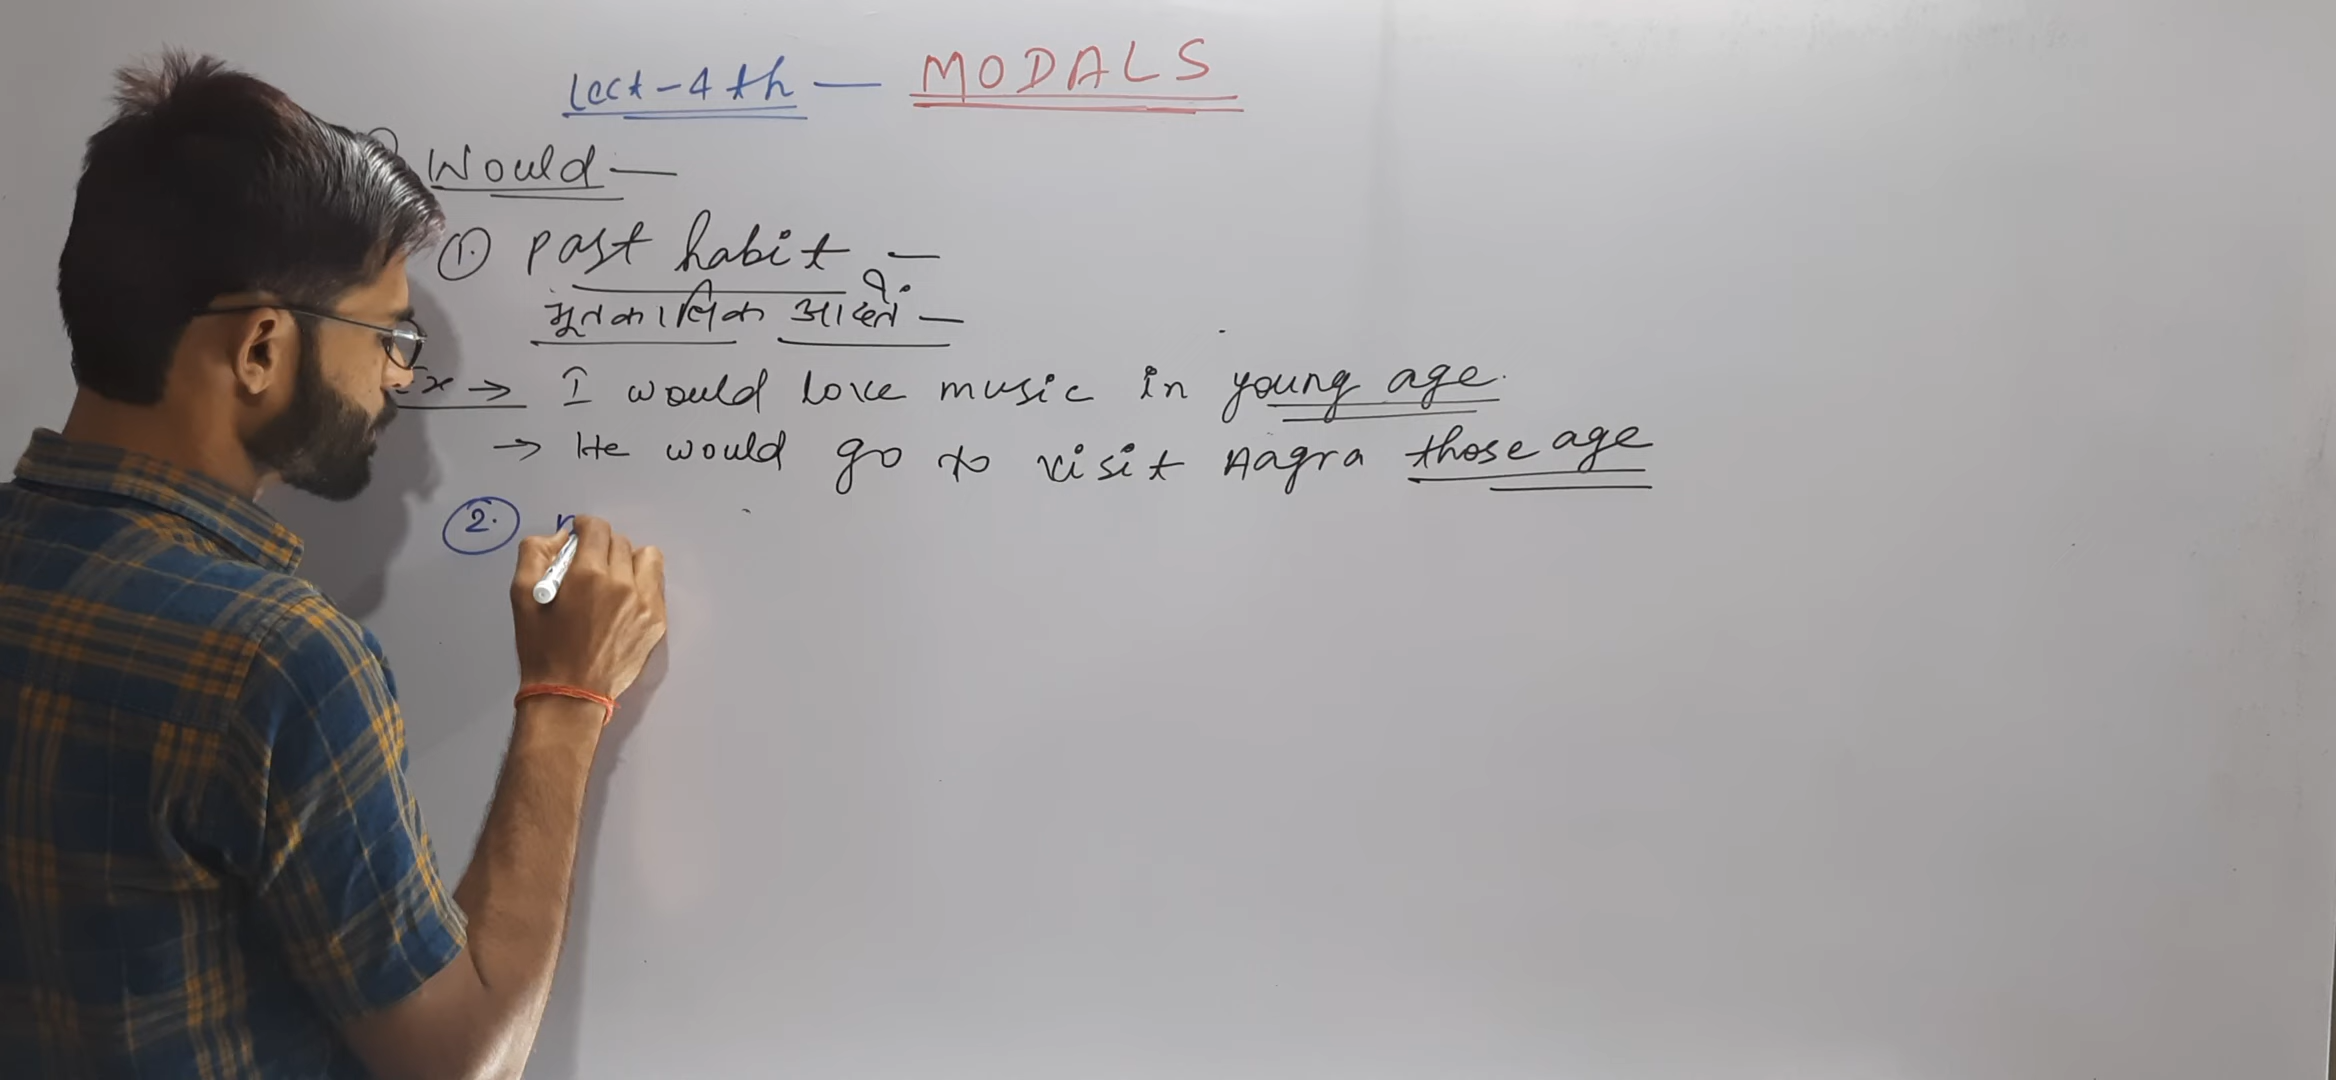 Lect-4th — MODALS
Would —
①. Past habit —
भूतकालिक आदतें —
Ex → I would love music in young age.
→ He would go to visit Aagra those age
②.